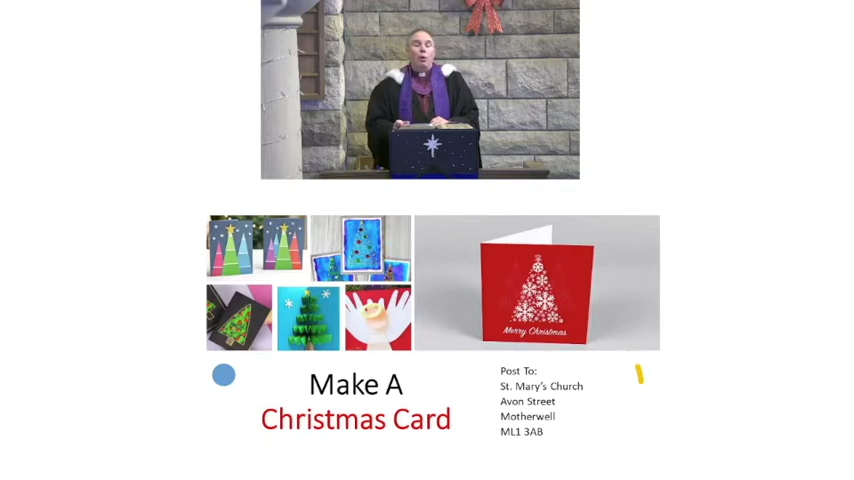 Merry Christmas
Make A
Christmas Card
Post To:
St. Mary's Church
Avon Street
Motherwell
ML1 3AB